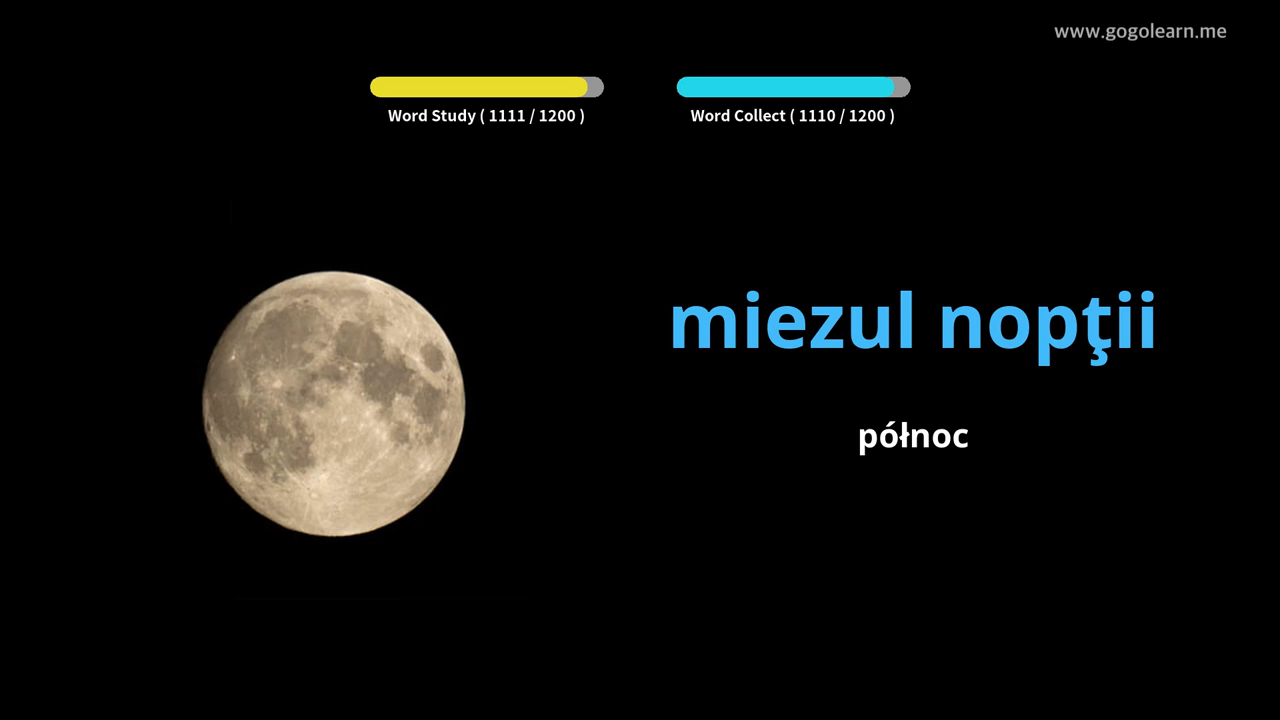 www.gogolearn.me
Word Study ( 1111 / 1200 )
Word Collect ( 1110 / 1200 )
miezul nopţii
północ